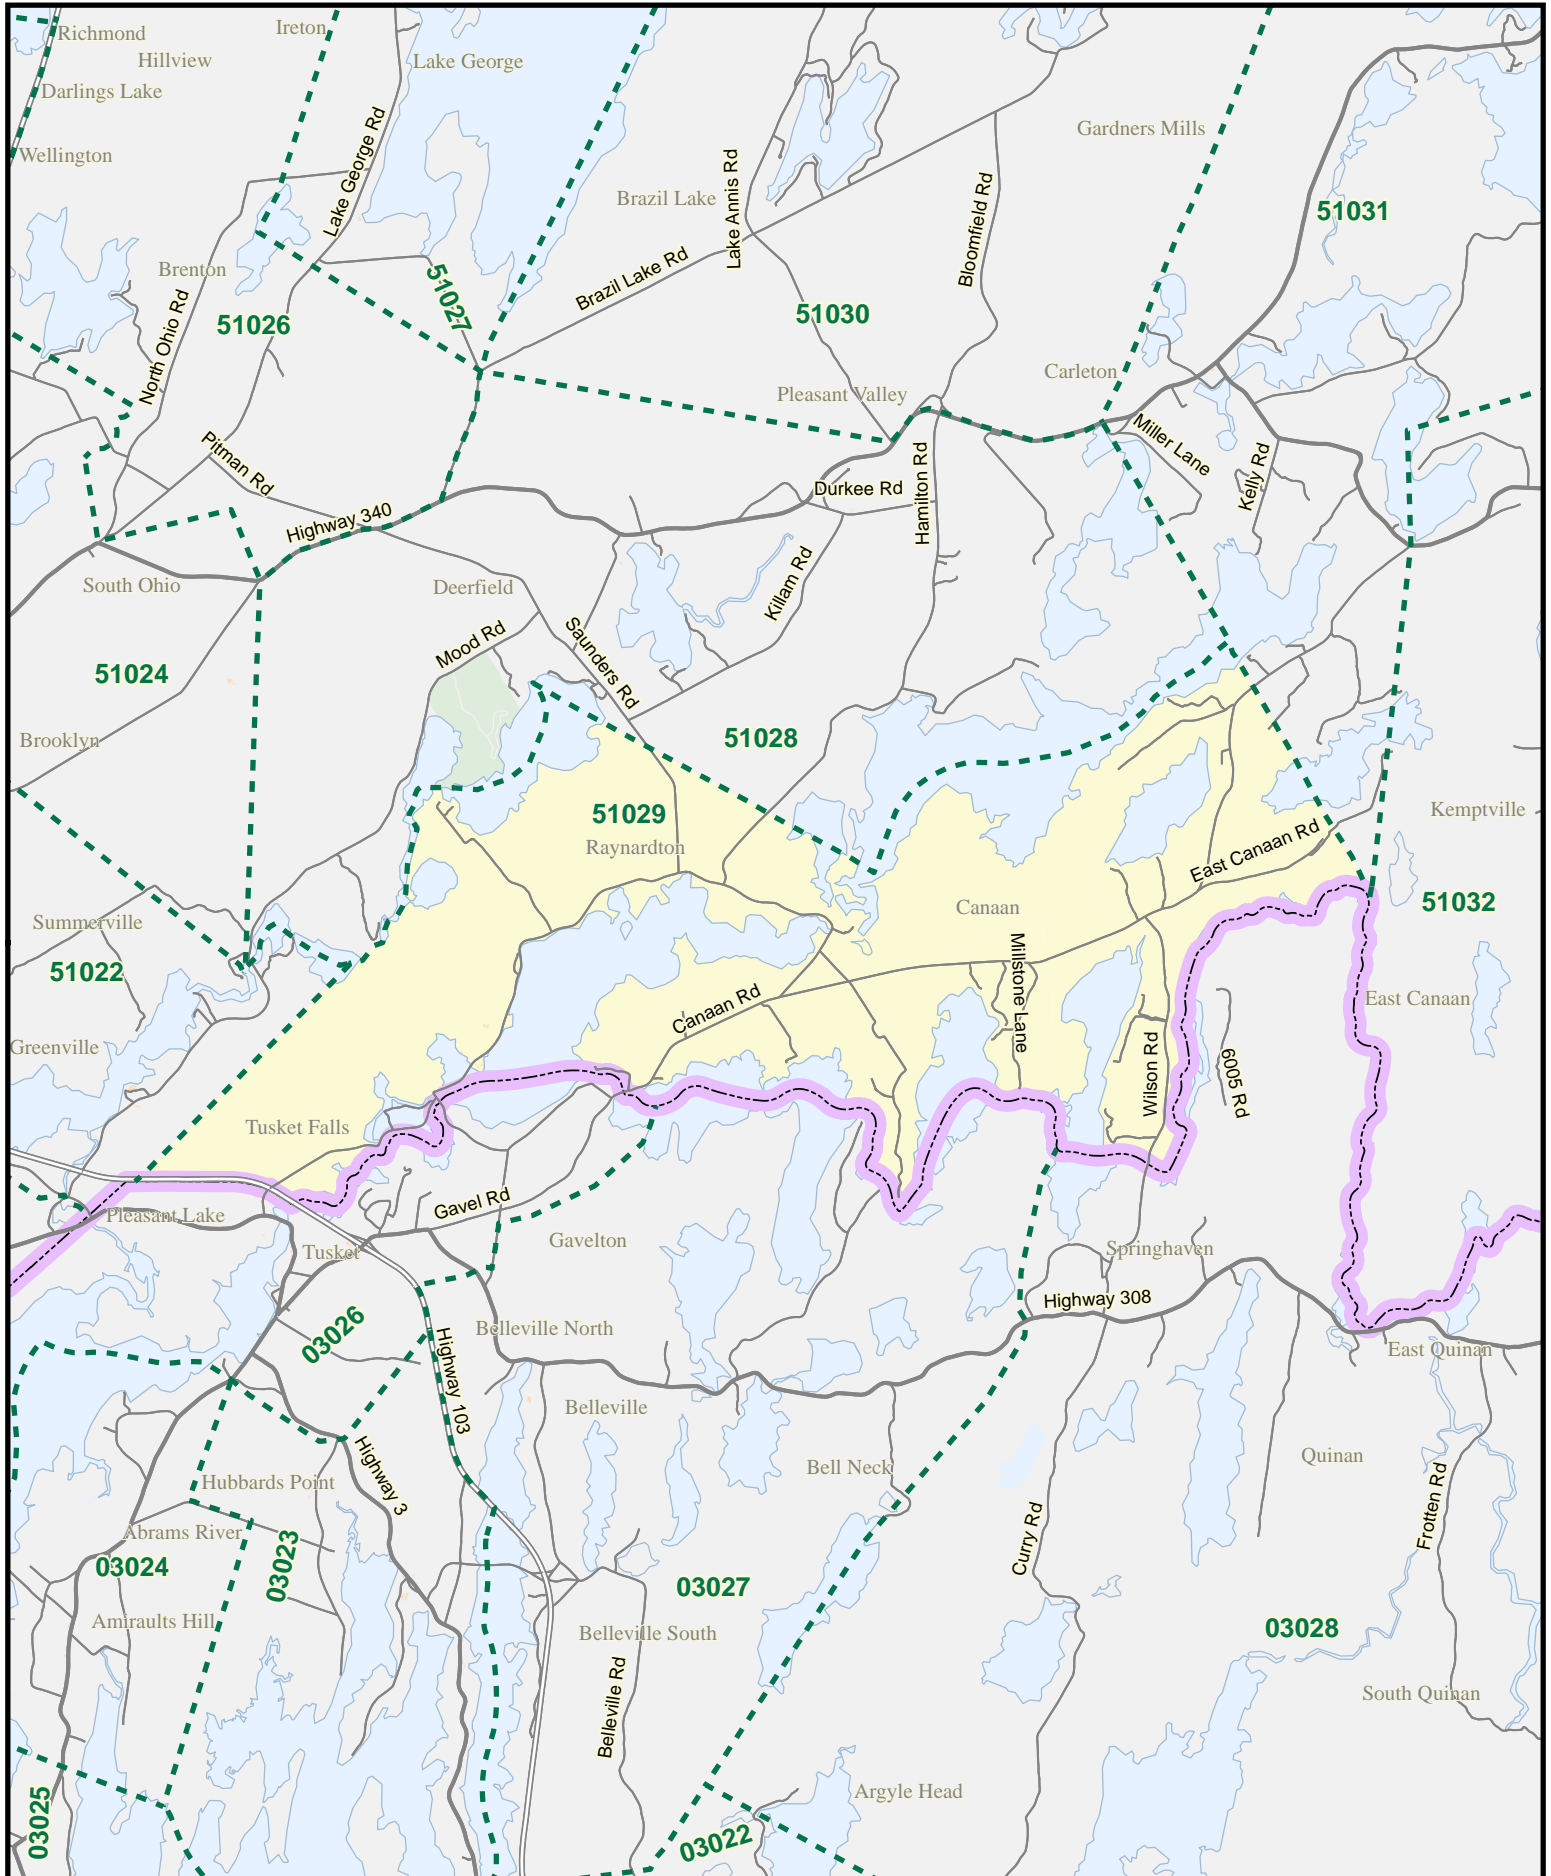 Richmond
Ireton
Hillview
Lake George
Darlings Lake
Wellington
Gardners Mills
Lake George Rd
Lake Annis Rd
Brazil Lake
Bloomfield Rd
51031
Brenton
Brazil Lake Rd
51027
51026
51030
North Ohio Rd
Carleton
Pleasant Valley
Miller Lane
Pitman Rd
Kelly Rd
Durkee Rd
Hamilton Rd
Highway 340
South Ohio
Deerfield
Killam Rd
Mood Rd
Saunders Rd
51024
Brooklyn
51028
51029
Raynardton
Kemptville
East Canaan Rd
Summerville
Canaan
51032
51022
Millstone Lane
Canaan Rd
East Canaan
Greenville
Wilson Rd
6005 Rd
Tusket Falls
Gavel Rd
Pleasant Lake
Tusket
Gavelton
Springhaven
Highway 308
03026
Belleville North
Highway 103
East Quinan
Belleville
Highway 3
Bell Neck
Quinan
Hubbards Point
Frotten Rd
Abrams River
Curry Rd
03024
03023
03027
Amiraults Hill
Belleville South
03028
Belleville Rd
South Quinan
Argyle Head
03025
03022